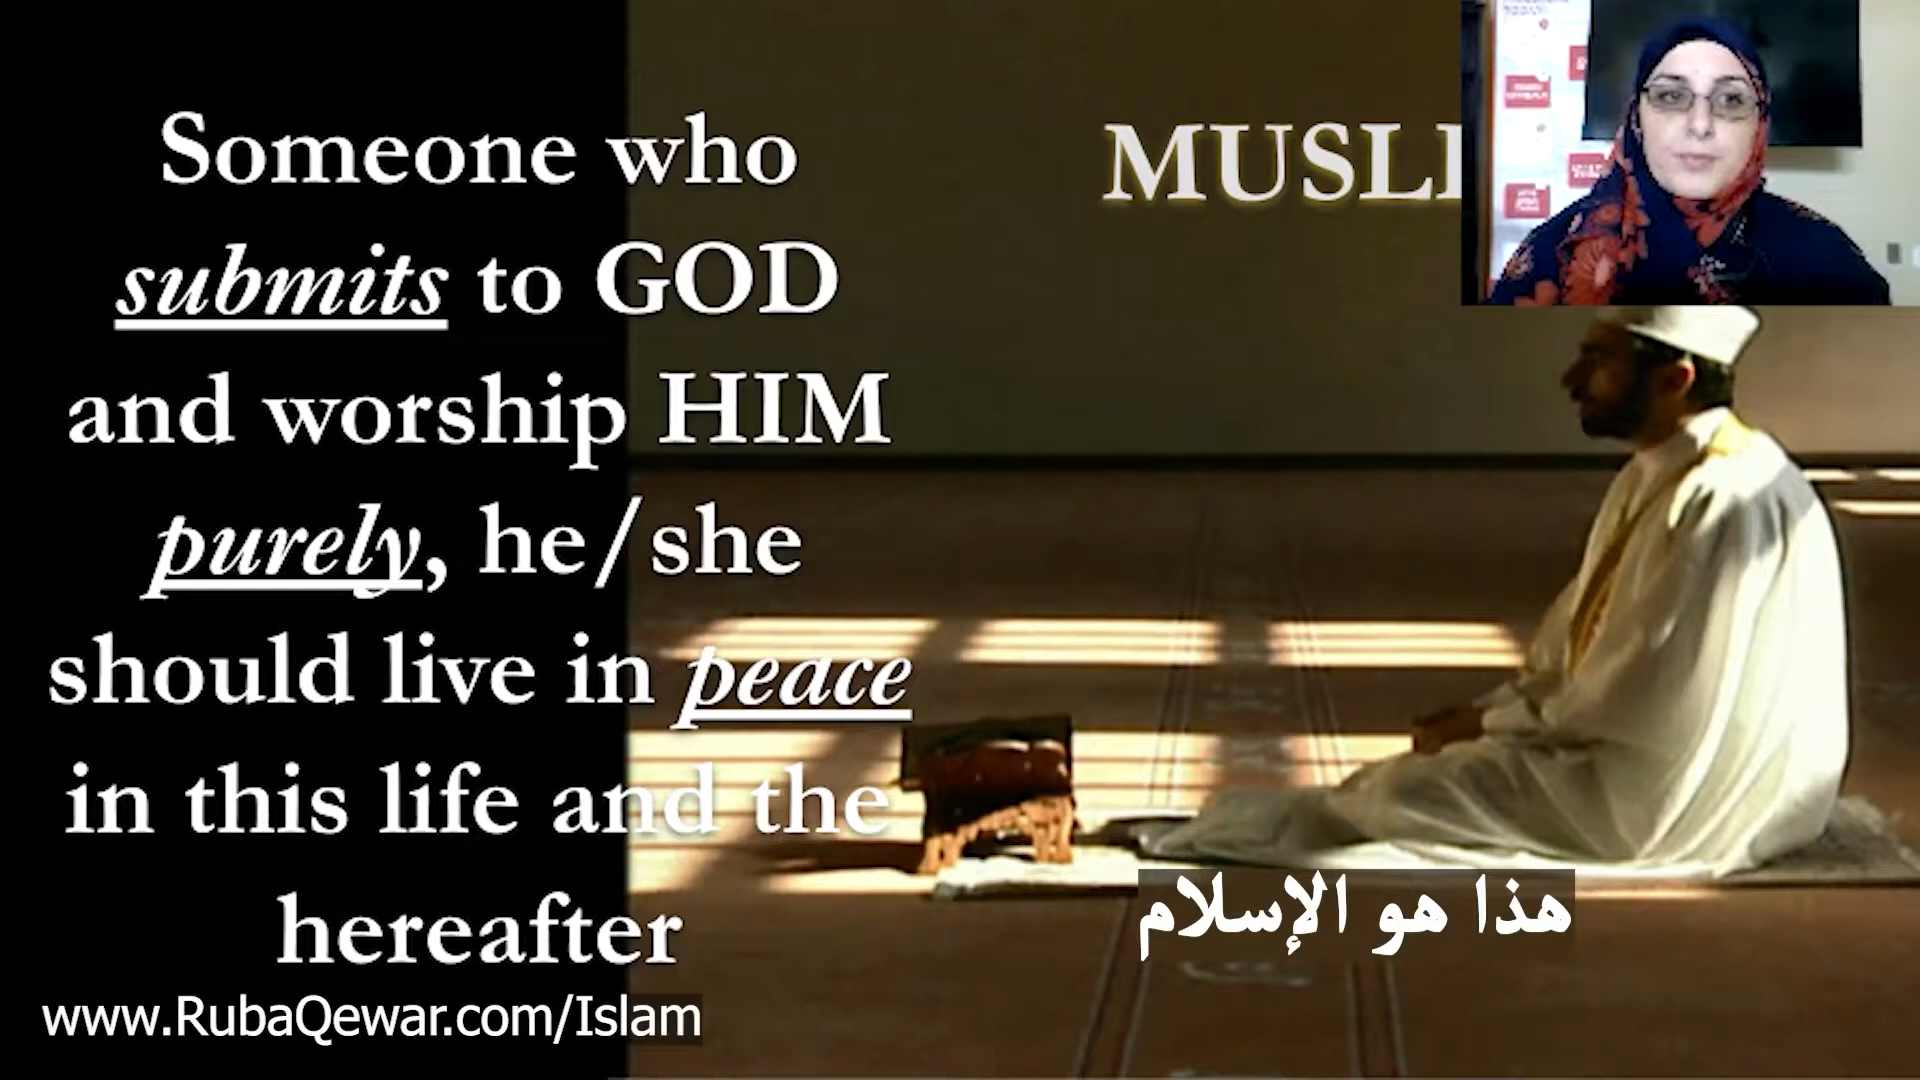 Someone who
submits to GOD
and worship HIM
purely, he/she
should live in peace
in this life and the
hereafter
MUSLI
هذا هو الإسلام
www.RubaQewar.com/Islam